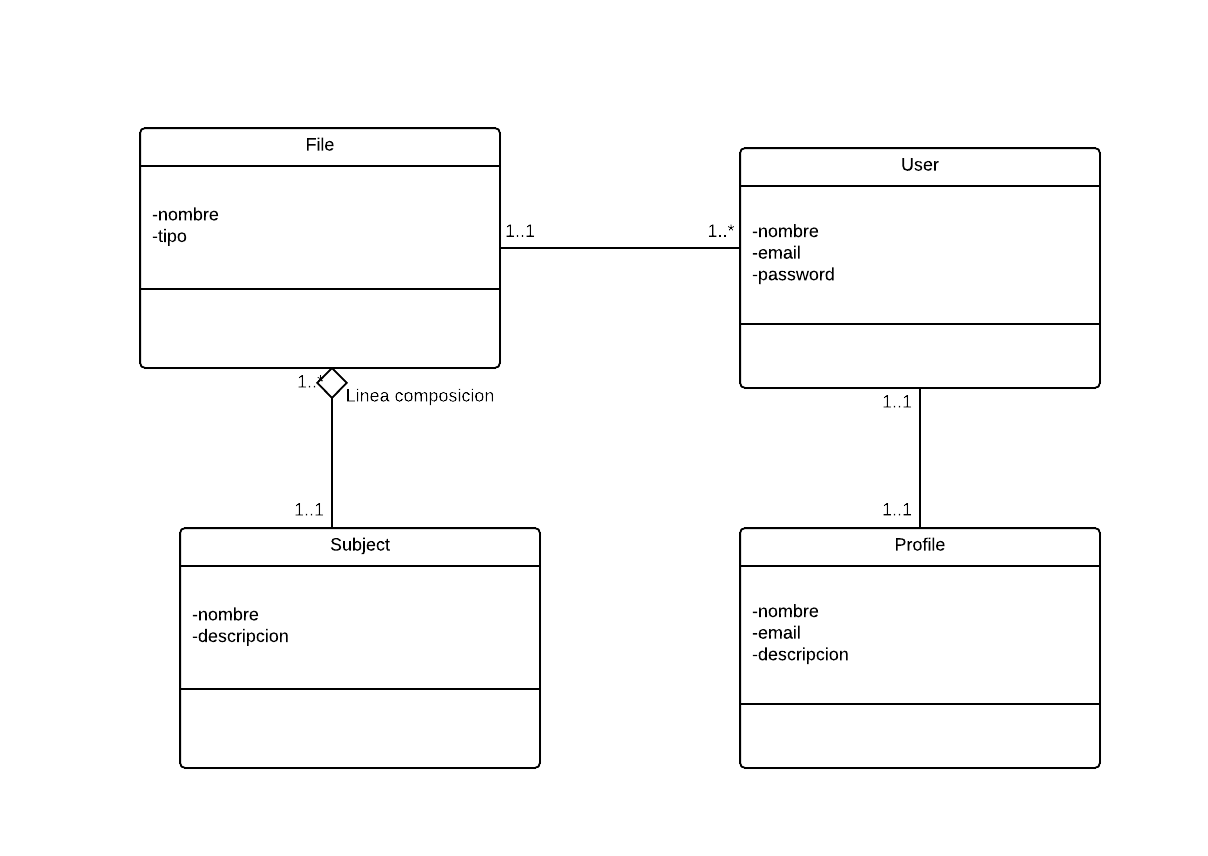 File
-nombre
-tipo
1..1
1..*
User
-nombre
-email
-password
1..*
Linea composicion
1..1
1..1
1..1
Subject
-nombre
-descripcion
Profile
-nombre
-email
-descripcion